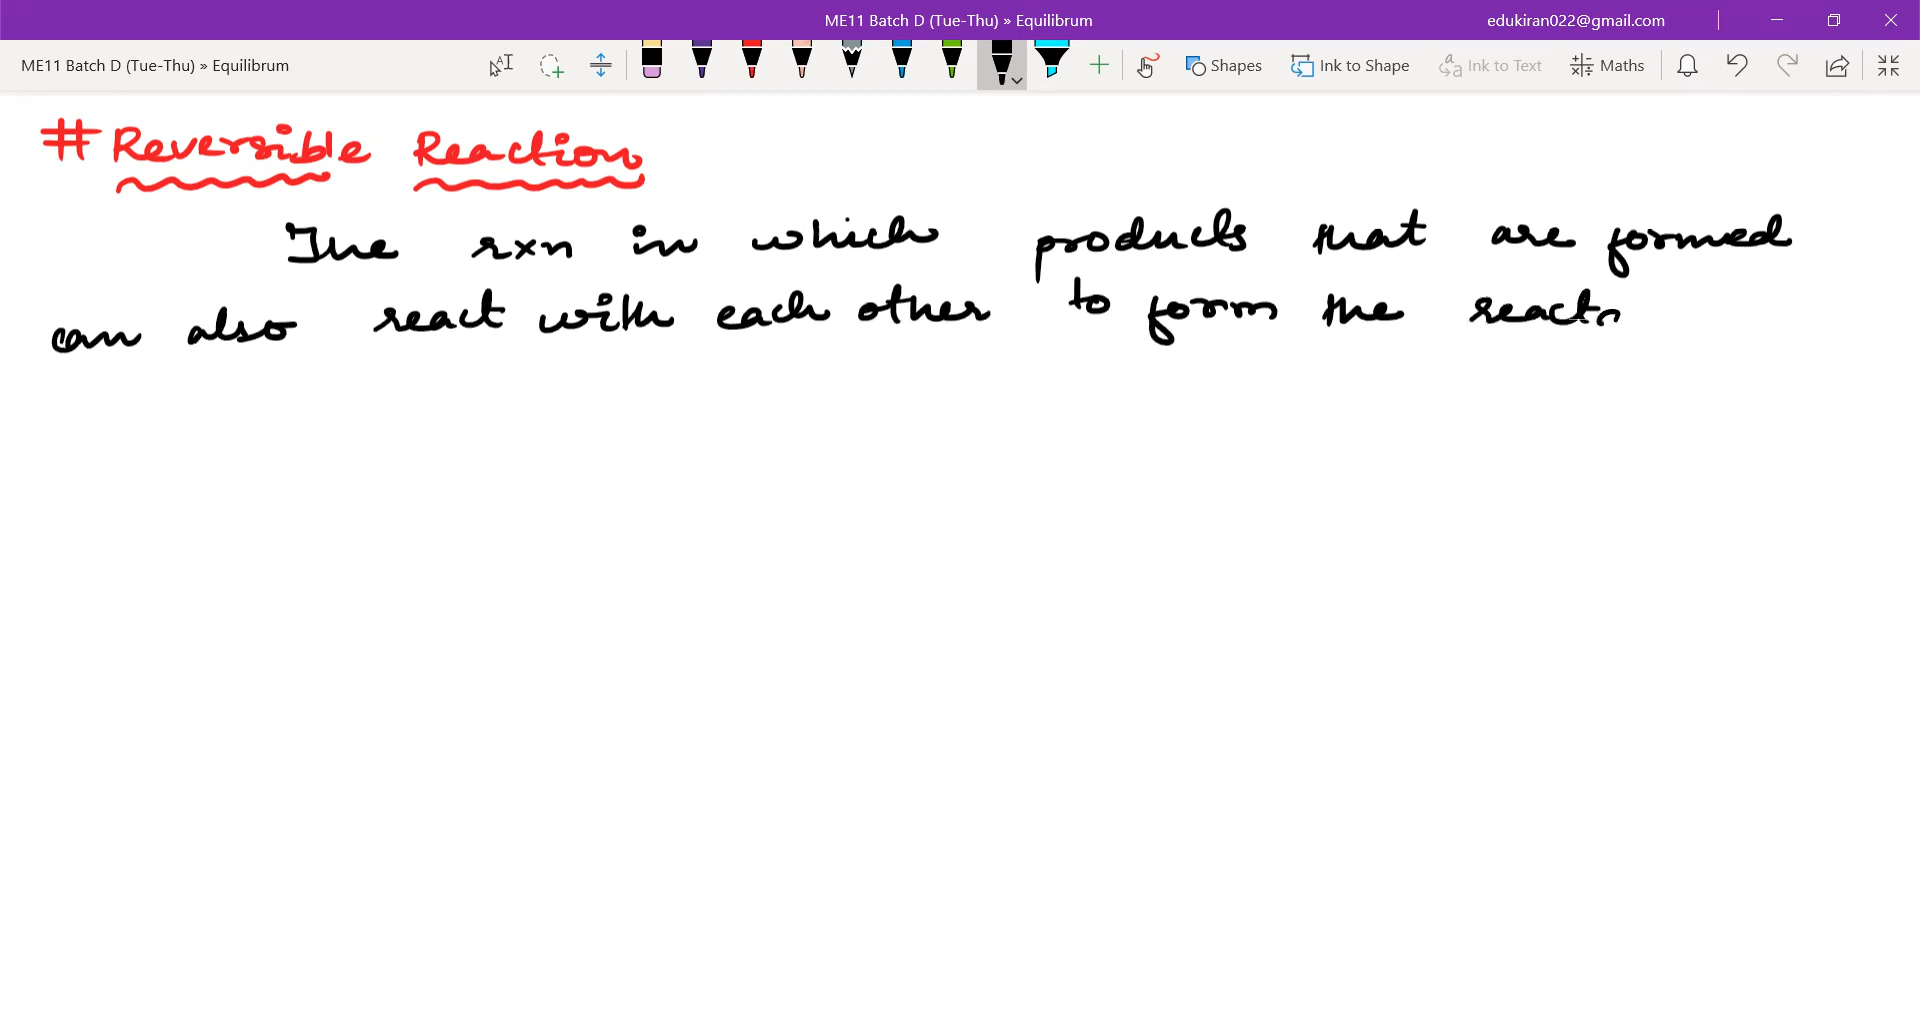 ME11 Batch D (Tue-Thu) » Equilibrum
edukiran022@gmail.com
ME11 Batch D (Tue-Thu) » Equilibrum
Shapes
Ink to Shape
Ink to Text
Maths
# Reversible Reaction
The rxn in which products that are formed
can also react with each other to form the reacta